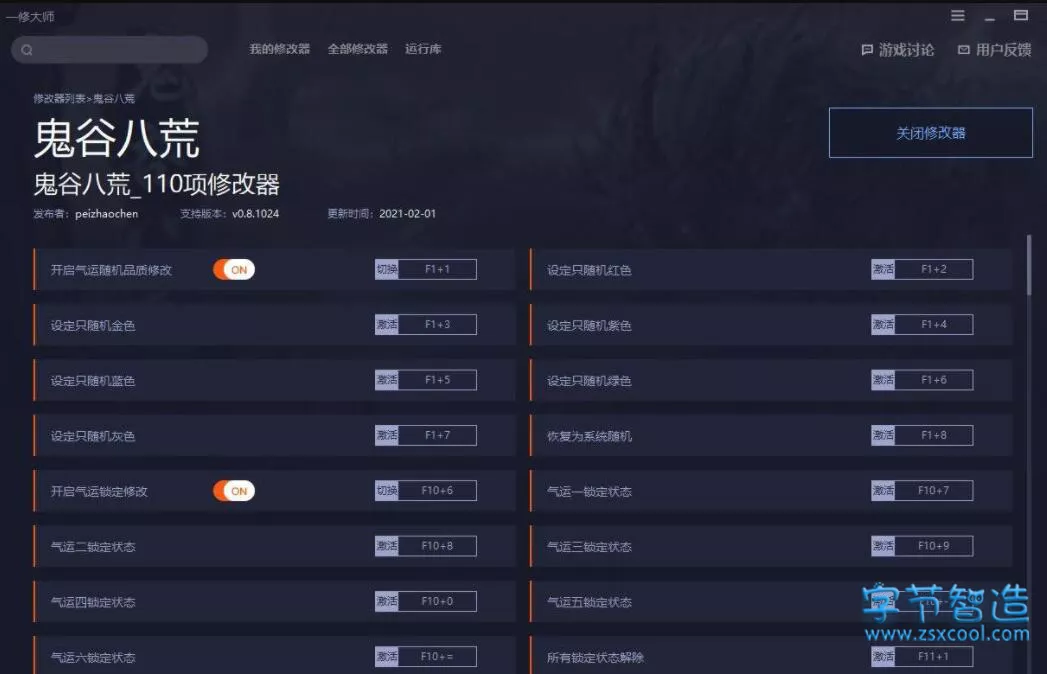 一修大师
我的修改器 全部修改器 运行库 游戏讨论 用户反馈
修改器列表>鬼谷八荒
鬼谷八荒
关闭修改器
鬼谷八荒_110项修改器
发布者: peizhaochen 支持版本: v0.8.1024 更新时间: 2021-02-01
开启气运随机品质修改 ON 切换 F1+1 设定只随机红色 激活 F1+2
设定只随机金色 激活 F1+3 设定只随机紫色 激活 F1+4
设定只随机蓝色 激活 F1+5 设定只随机绿色 激活 F1+6
设定只随机灰色 激活 F1+7 恢复为系统随机 激活 F1+8
开启气运锁定修改 ON 切换 F10+6 气运一锁定状态 激活 F10+7
气运二锁定状态 激活 F10+8 气运三锁定状态 激活 F10+9
气运四锁定状态 激活 F10+0 气运五锁定状态
字节智造
www.zsxcool.com
气运六锁定状态 激活 F10+= 所有锁定状态解除 激活 F11+1